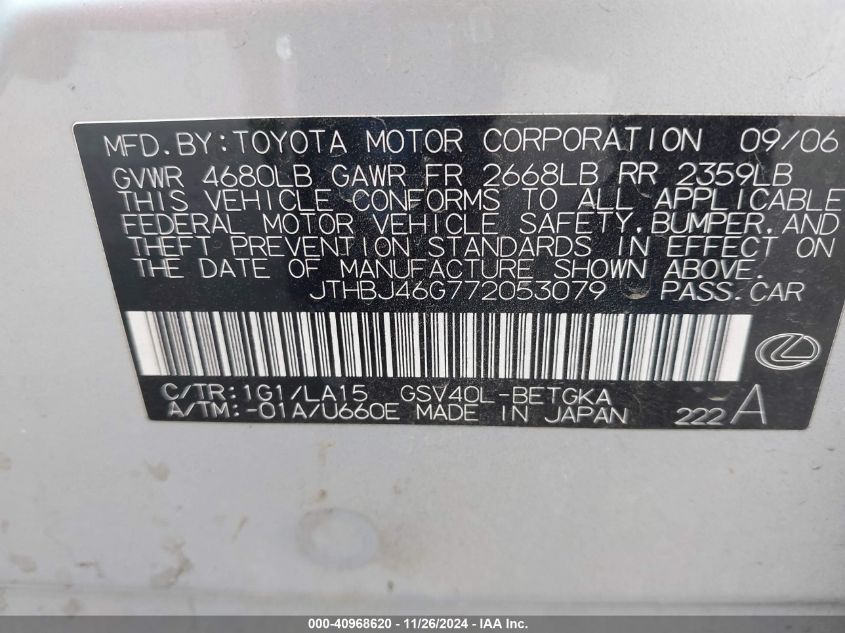 MFD.BY:TOYOTA MOTOR CORPORATION 09/06
GVWR 4680LB GAWR FR 2668LB RR 2359LB
THIS VEHICLE CONFORMS TO ALL APPLICABLE
FEDERAL MOTOR VEHICLE SAFETY,BUMPER,AND
THEFT PREVENTION STANDARDS IN EFFECT ON
THE DATE OF MANUFACTURE SHOWN ABOVE.
JTHBJ46G772053079 PASS.CAR
C/TR:1G1/LA15 GSV40L-BETGKA
A/TM:-01A/U660E MADE IN JAPAN 222 A
000-40968620 - 11/26/2024 - IAA Inc.